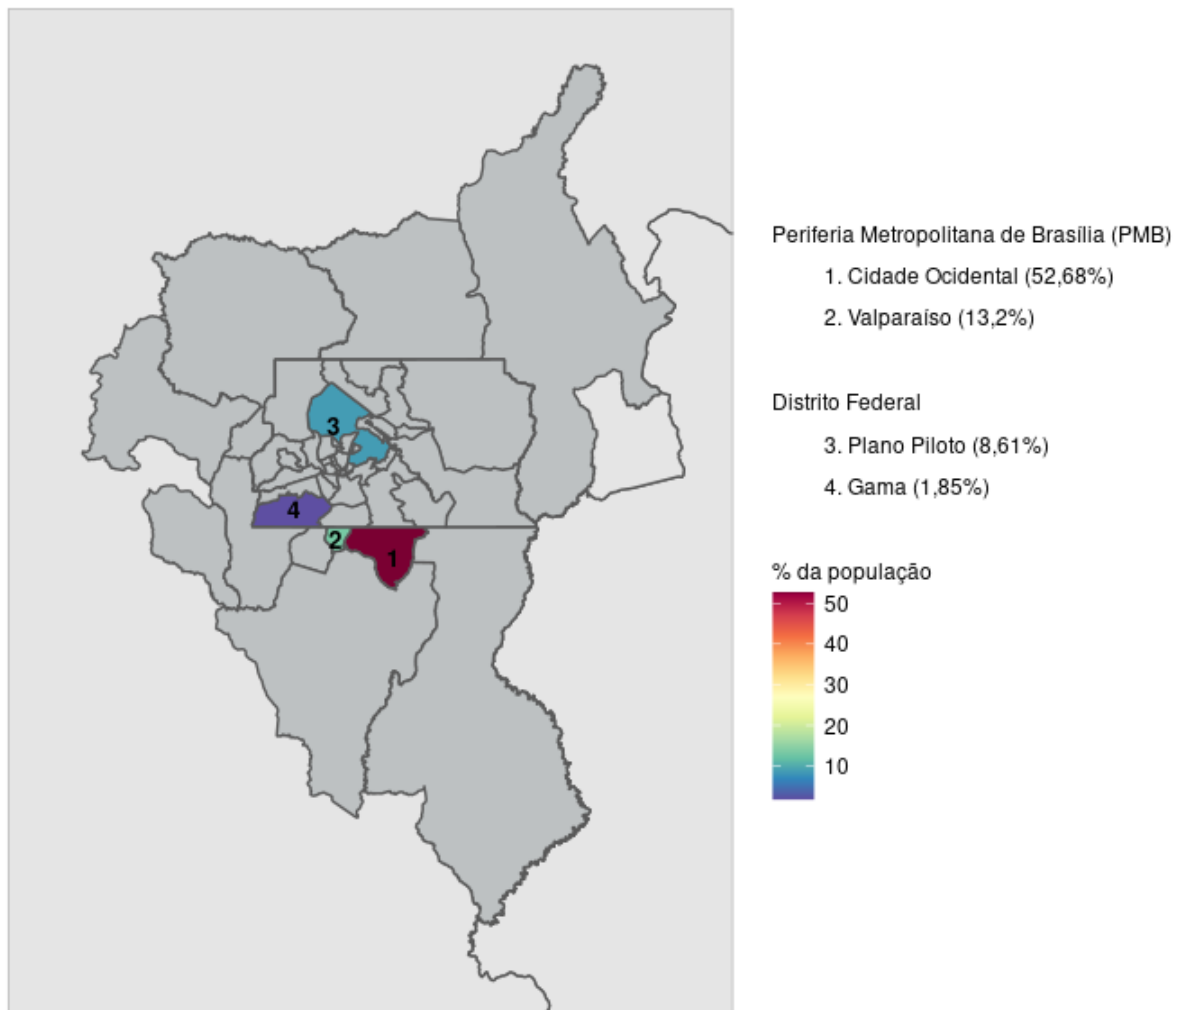 Periferia Metropolitana de Brasília (PMB)
1. Cidade Ocidental (52,68%)
2. Valparaíso (13,2%)
Distrito Federal
3. Plano Piloto (8,61%)
4. Gama (1,85%)
% da população
50
40
30
20
10
3
4
2
1